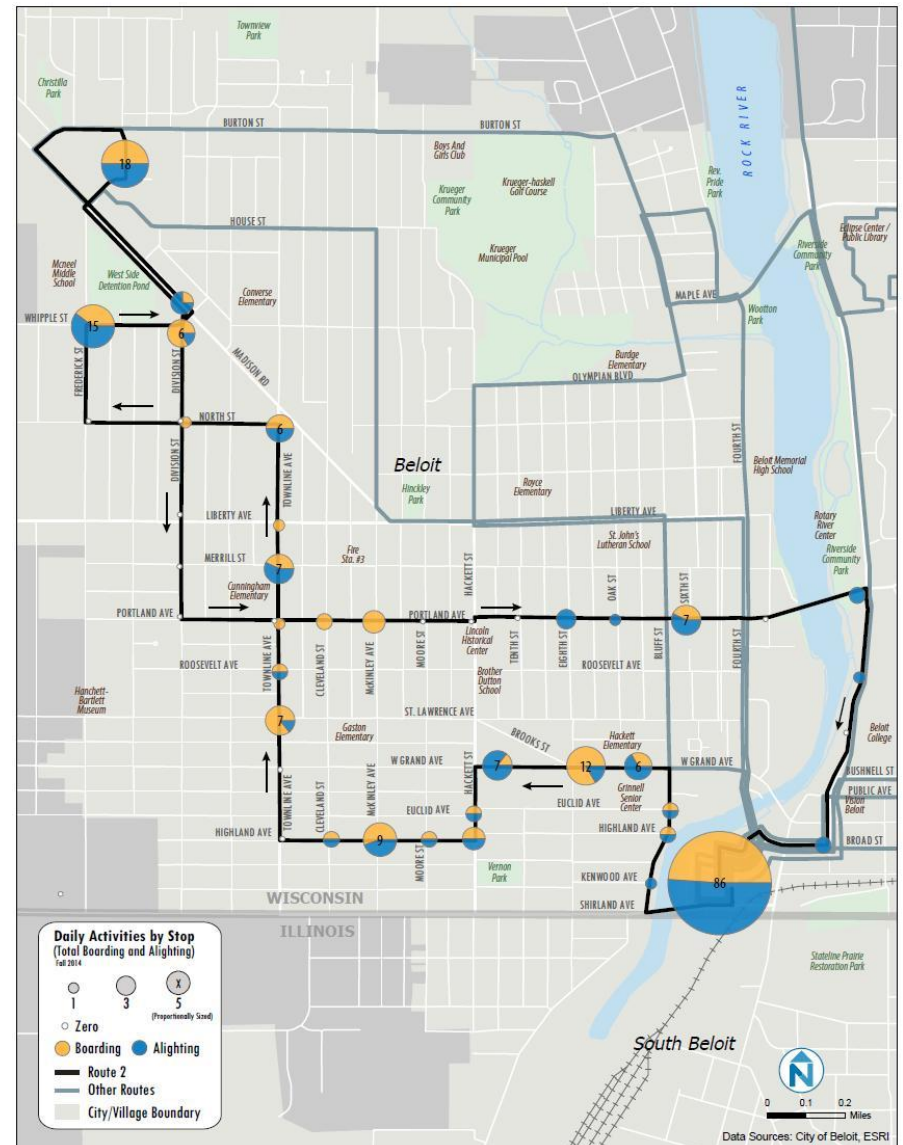 Townview
Park
Christilla
Park
BURTON ST
BURTON ST
Boys And
Girls Club
Krueger-haskell
Golf Course
Krueger
Community
Park
Krueger
Municipal Pool
ROCK RIVER
Rev.
Pride
Park
18
HOUSE ST
Eclipse Center /
Public Library
Riverside
Community
Park
Mcneel
Middle
School
West Side
Detention Pond
Converse
Elementary
MAPLE AVE
Wootton
Park
WHIPPLE ST
15
6
FREDERICK ST
DIVISION ST
MADISON RD
Burdge
Elementary
OLYMPIAN BLVD
NORTH ST
6
DIVISION ST
TOWNLINE AVE
Beloit
Hinckley
Park
Royce
Elementary
FOURTH ST
Beloit Memorial
High School
LIBERTY AVE
LIBERTY AVE
St. John's
Lutheran School
Rotary
River
Center
Riverside
Community
Park
MERRILL ST
7
Fire
Sta. #3
Cunningham
Elementary
HACKETT ST
OAK ST
SIXTH ST
PORTLAND AVE
PORTLAND AVE
7
TOWNLINE AVE
CLEVELAND ST
McKINLEY AVE
MOORE ST
Lincoln
Historical
Center
TENTH ST
EIGHTH ST
BLUFF ST
FOURTH ST
ROOSEVELT AVE
ROOSEVELT AVE
Brother
Dutton
School
Hanchett-
Bartlett
Museum
7
ST. LAWRENCE AVE
Gaston
Elementary
BROOKS ST
Hackett
Elementary
Beloit
College
W GRAND AVE
HACKETT ST
7
12
6
W GRAND AVE
BUSHNELL ST
TOWNLINE AVE
CLEVELAND ST
McKINLEY AVE
EUCLID AVE
EUCLID AVE
Grinnell
Senior
Center
PUBLIC AVE
Vision
Beloit
HIGHLAND AVE
9
MOORE ST
HIGHLAND AVE
BROAD ST
Vernon
Park
KENWOOD AVE
86
SHIRLAND AVE
WISCONSIN
ILLINOIS
Stateline Prairie
Restoration Park
South Beloit
Daily Activities by Stop
(Total Boarding and Alighting)
Fall 2014
X
1 3 5
(Proportionally Sized)
Zero
Boarding Alighting
Route 2
Other Routes
City/Village Boundary
N
0 0.1 0.2
Miles
Data Sources: City of Beloit, ESRI